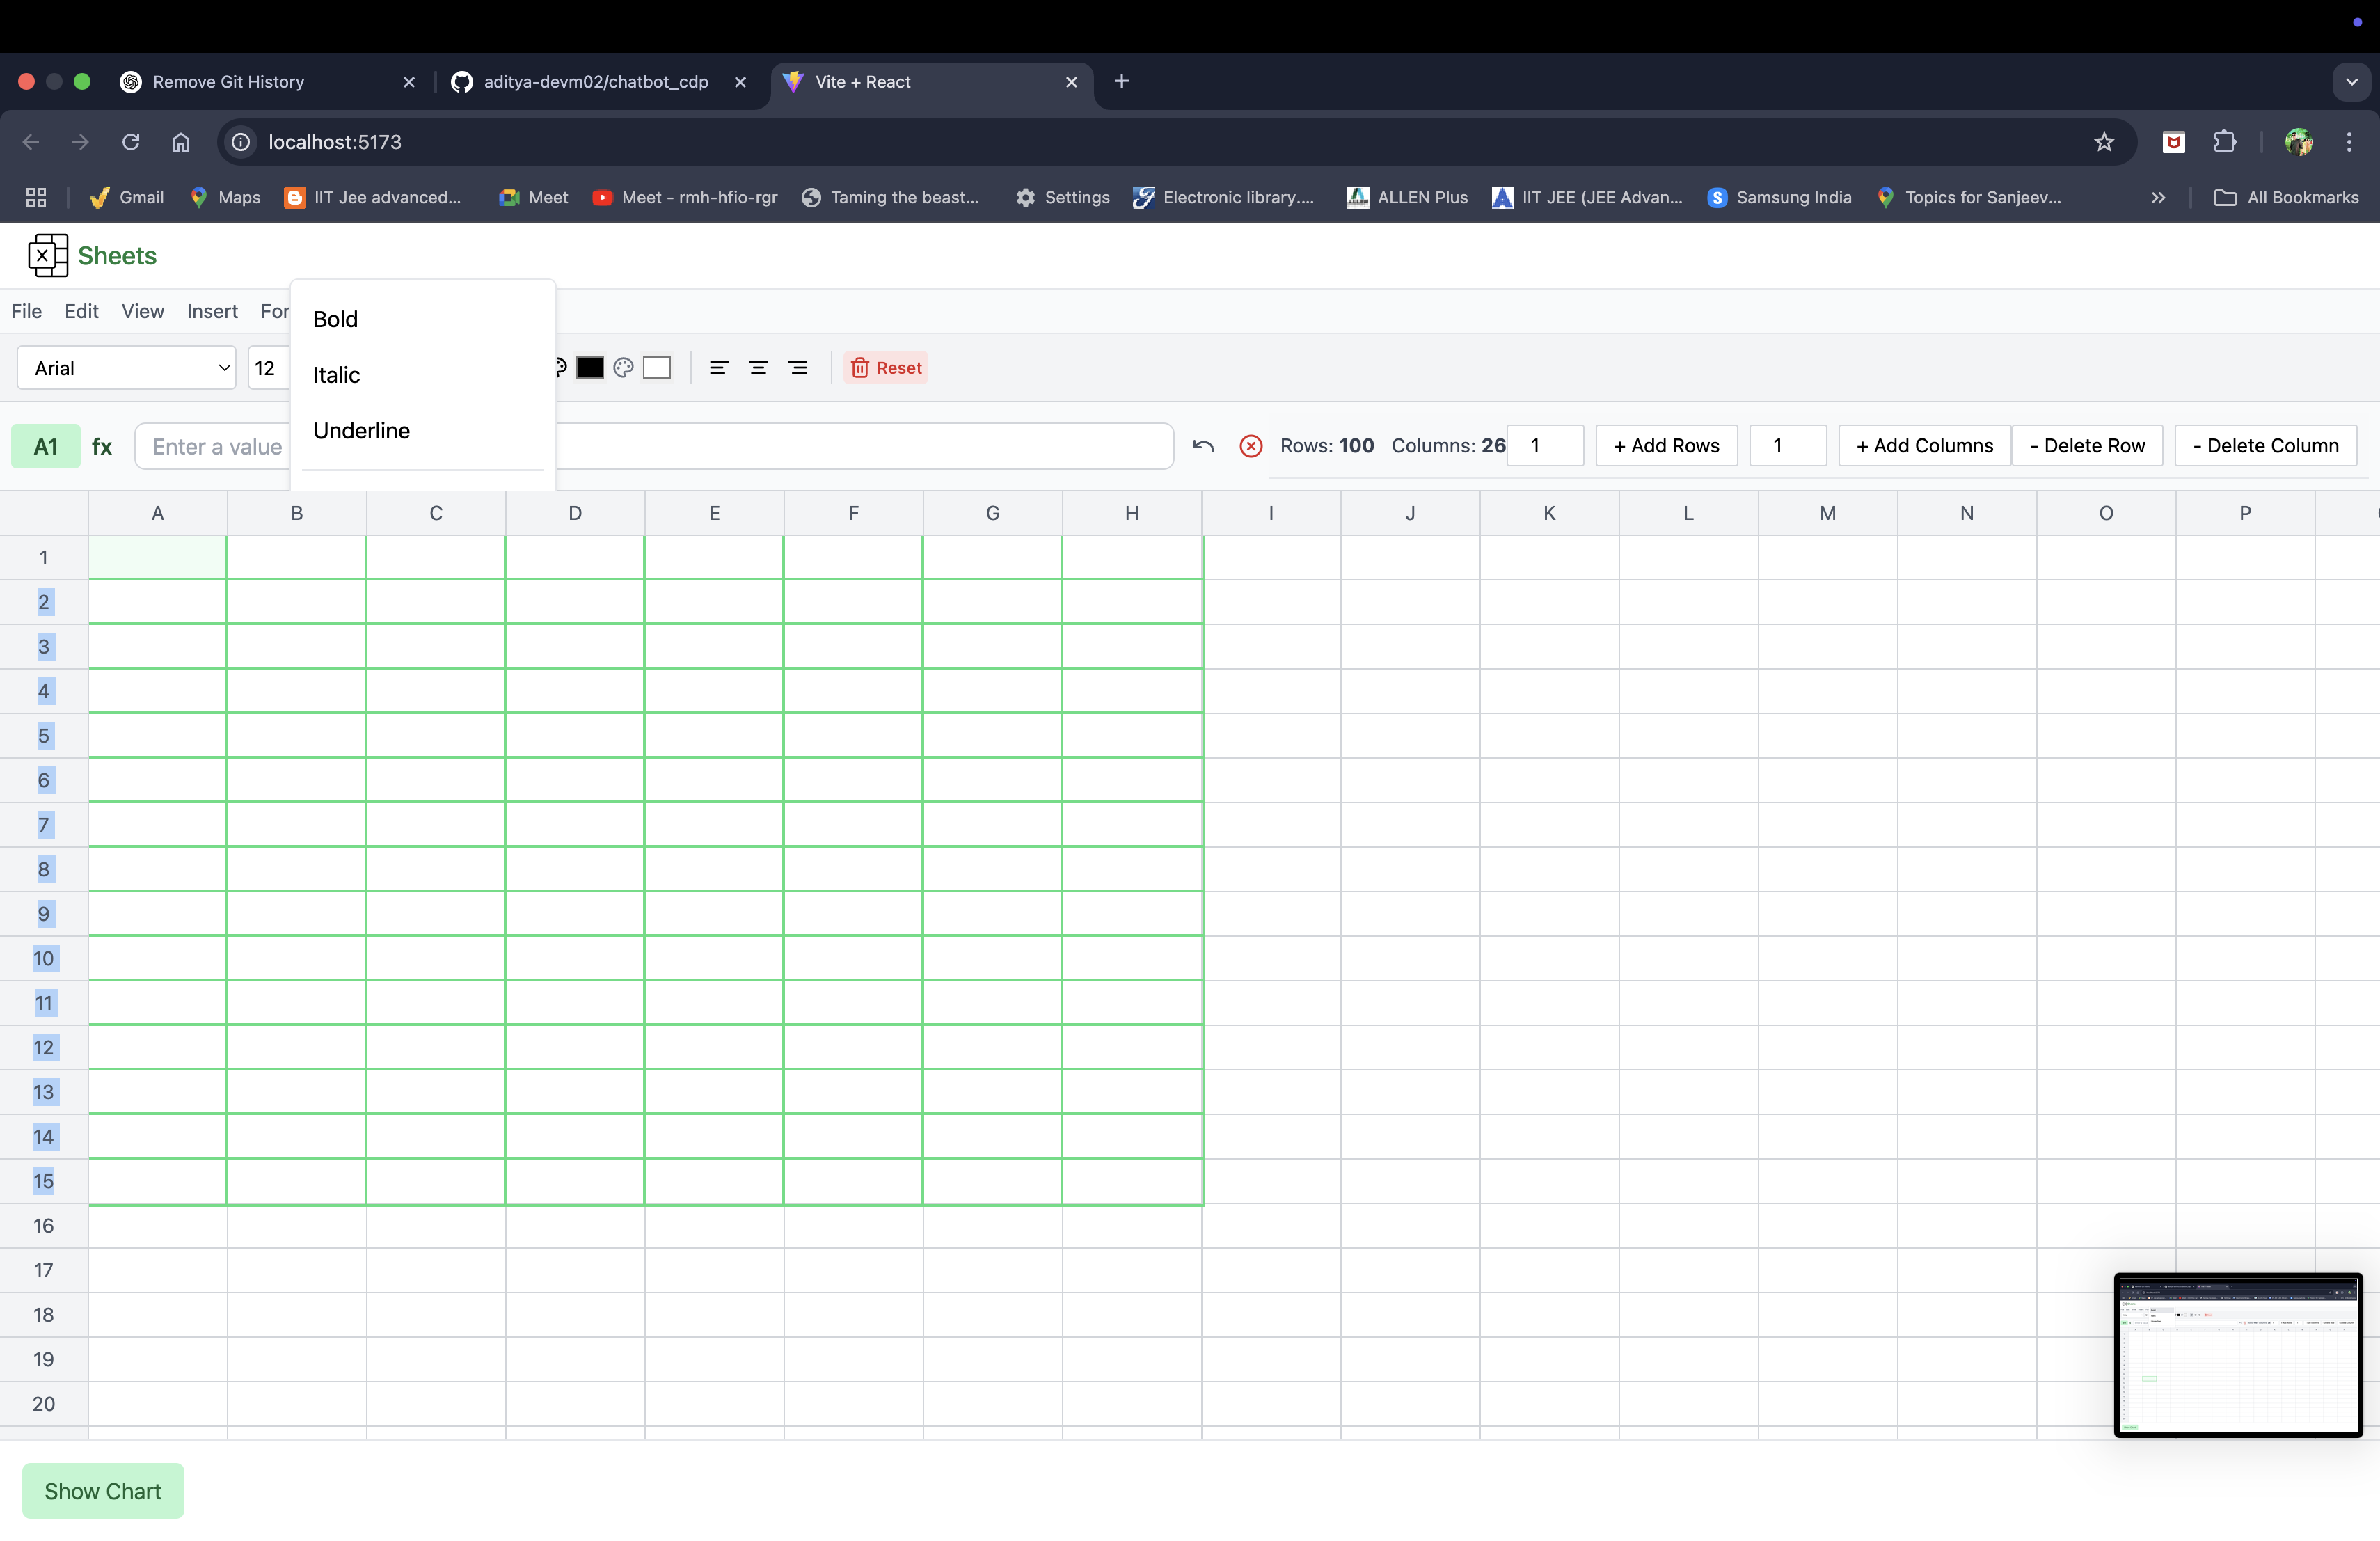 Remove Git History
aditya-devm02/chatbot_cdp
Vite + React
localhost:5173
Gmail
Maps
IIT Jee advanced...
Meet
Meet - rmh-hfio-rgr
Taming the beast...
Settings
Electronic library....
ALLEN Plus
IIT JEE (JEE Advan...
Samsung India
Topics for Sanjeev...
All Bookmarks
Sheets
File Edit View Insert For
Bold
Italic
Underline
Arial
12
Reset
A1 fx Enter a value
Rows: 100 Columns: 26 1 + Add Rows 1 + Add Columns - Delete Row - Delete Column
A B C D E F G H I J K L M N O P
1
2
3
4
5
6
7
8
9
10
11
12
13
14
15
16
17
18
19
20
Show Chart